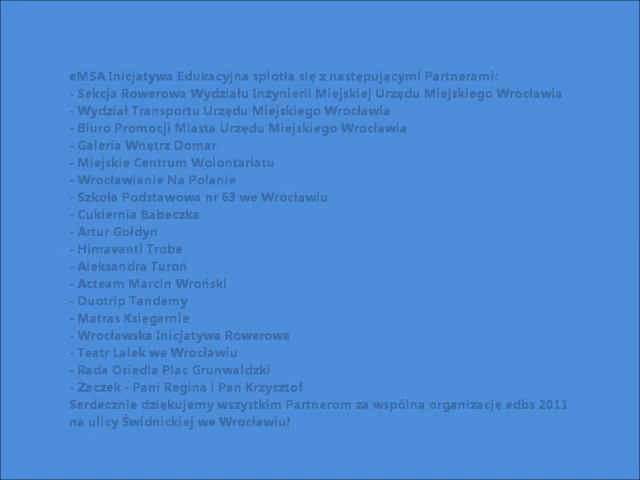 eMSA Inicjatywa Edukacyjna splotła się z następującymi Partnerami:
- Sekcja Rowerowa Wydziału Inżynierii Miejskiej Urzędu Miejskiego Wrocławia
- Wydział Transportu Urzędu Miejskiego Wrocławia
- Biuro Promocji Miasta Urzędu Miejskiego Wrocławia
- Galeria Wnętrz Domar
- Miejskie Centrum Wolontariatu
- Wrocławianie Na Polanie
- Szkoła Podstawowa nr 63 we Wrocławiu
- Cukiernia Babeczka
- Artur Gołdyn
- Himavanti Trobe
- Aleksandra Turoń
- Acteam Marcin Wroński
- Duotrip Tandemy
- Matras Księgarnie
- Wrocławska Inicjatywa Rowerowa
- Teatr Lalek we Wrocławiu
- Rada Osiedla Plac Grunwaldzki
- Żaczek - Pani Regina i Pan Krzysztof
Serdecznie dziękujemy wszystkim Partnerom za wspólną organizację edbs 2011
na ulicy Świdnickiej we Wrocławiu!